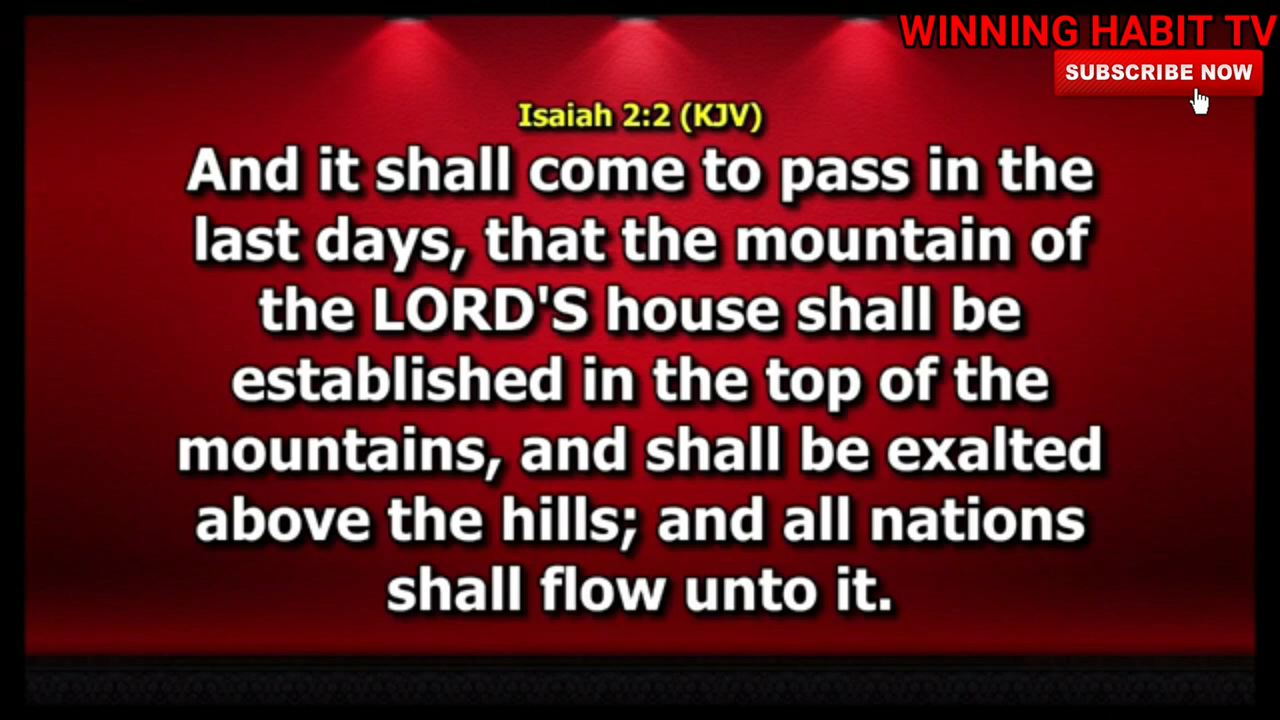 WINNING HABIT TV
SUBSCRIBE NOW
Isaiah 2:2 (KJV)
And it shall come to pass in the
last days, that the mountain of
the LORD'S house shall be
established in the top of the
mountains, and shall be exalted
above the hills; and all nations
shall flow unto it.